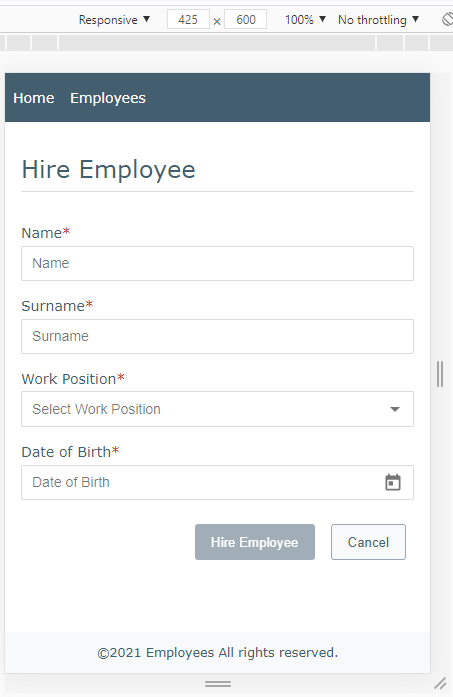 Responsive ▼ 425 × 600 100% ▼ No throttling ▼
Home Employees
Hire Employee
Name*
Name
Surname*
Surname
Work Position*
Select Work Position
Date of Birth*
Date of Birth
Hire Employee Cancel
©2021 Employees All rights reserved.